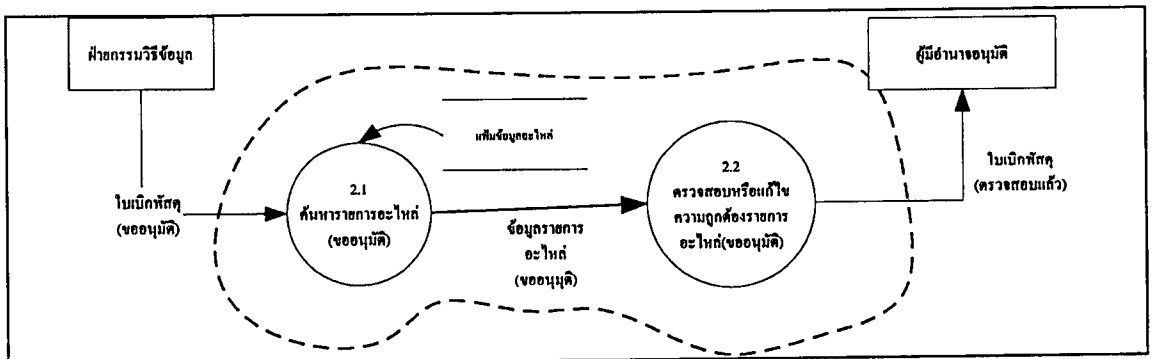 ฝ่ายกรรมวิธีข้อมูล
ผู้มีอำนาจอนุมัติ
แฟ้มข้อมูลอะไหล่
2.1
ค้นหารายการอะไหล่
(ขออนุมัติ)
2.2
ตรวจสอบหรือแก้ไข
ความถูกต้องรายการ
อะไหล่(ขออนุมัติ)
ใบเบิกพัสดุ
(ขออนุมัติ)
ข้อมูลรายการ
อะไหล่
(ขออนุมุติ)
ใบเบิกพัสดุ
(ตรวจสอบแล้ว)